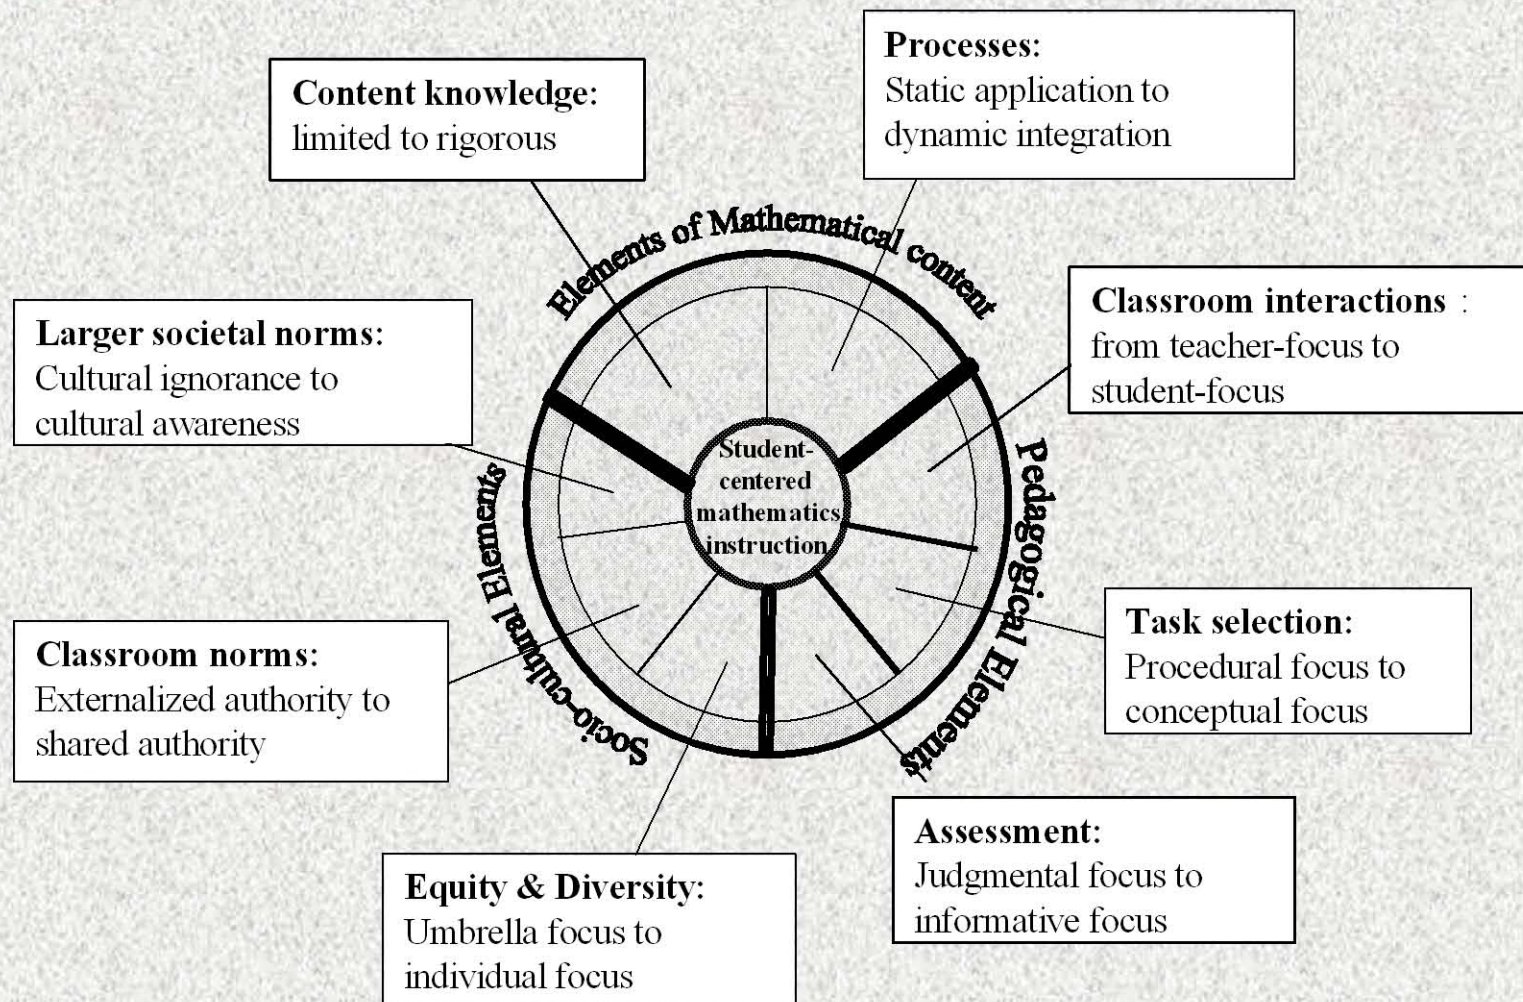 Processes:
Static application to
dynamic integration
Content knowledge:
limited to rigorous
Elements of Mathematical content
Classroom interactions :
from teacher-focus to
student-focus
Larger societal norms:
Cultural ignorance to
cultural awareness
Student-
centered
mathematics
instruction
Pedagogical Elements
Socio-cultural Elements
Task selection:
Procedural focus to
conceptual focus
Classroom norms:
Externalized authority to
shared authority
Assessment:
Judgmental focus to
informative focus
Equity & Diversity:
Umbrella focus to
individual focus